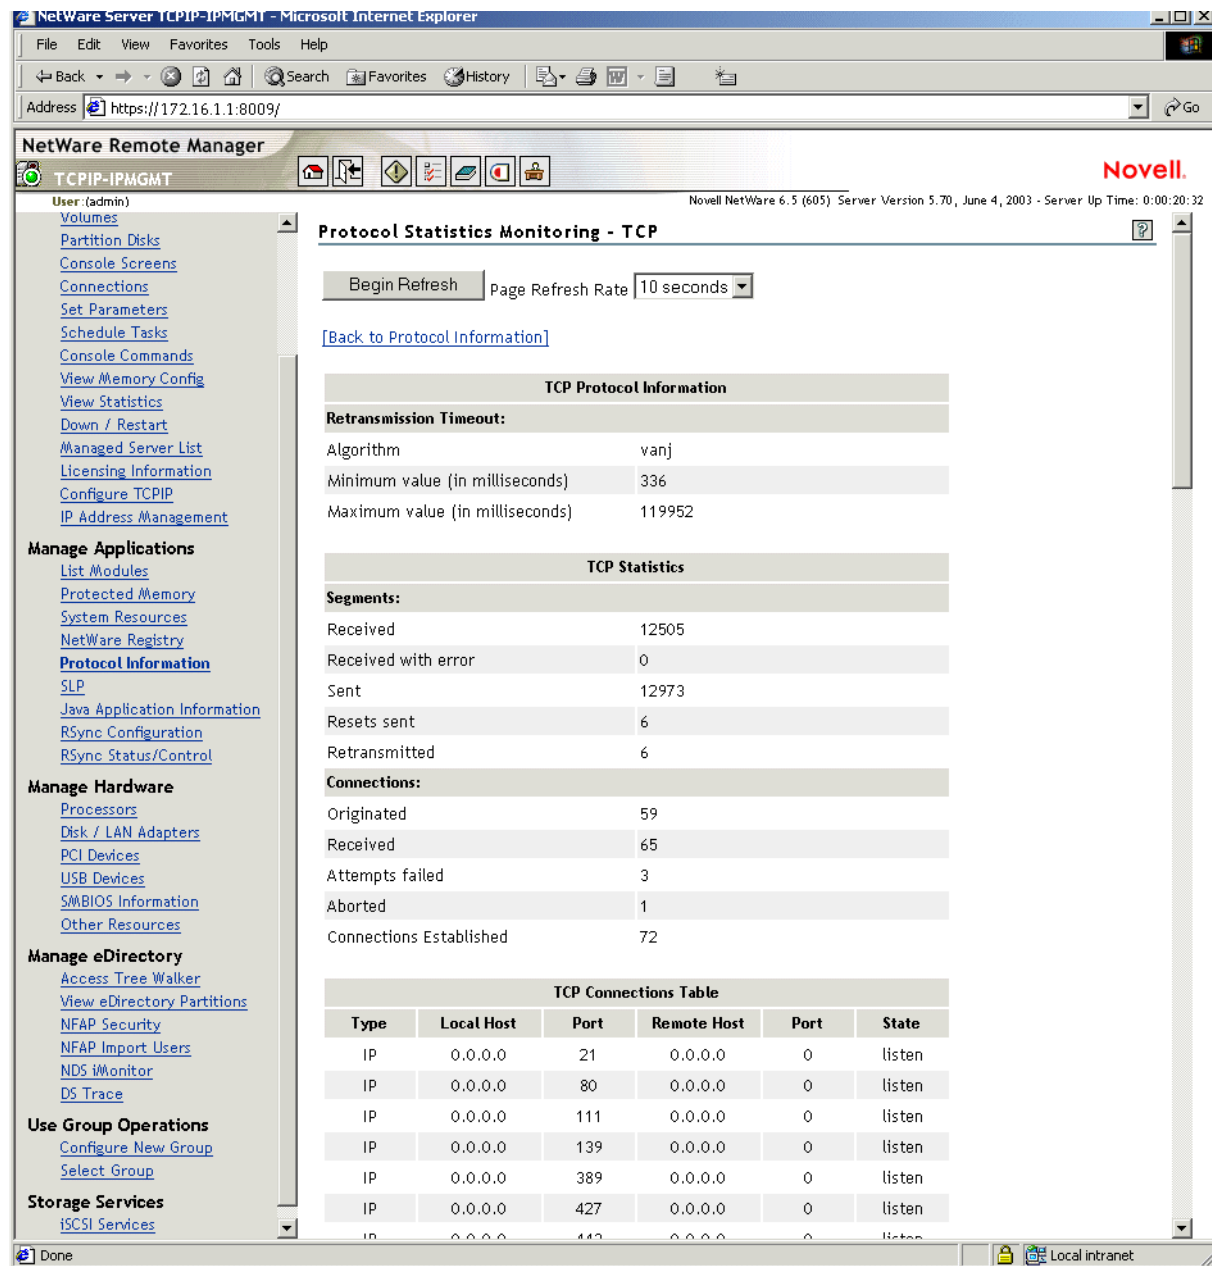 NetWare Server TCPIP-IPMGMT - Microsoft Internet Explorer
File Edit View Favorites Tools Help
Back Search Favorites History
Address https://172.16.1.1:8009/ Go
NetWare Remote Manager
TCPIP-IPMGMT
Novell.
User:(admin)
Novell NetWare 6.5 (605) Server Version 5.70, June 4, 2003 - Server Up Time: 0:00:20:32
Volumes
Partition Disks
Console Screens
Connections
Set Parameters
Schedule Tasks
Console Commands
View Memory Config
View Statistics
Down / Restart
Managed Server List
Licensing Information
Configure TCPIP
IP Address Management
Manage Applications
List Modules
Protected Memory
System Resources
NetWare Registry
Protocol Information
SLP
Java Application Information
RSync Configuration
RSync Status/Control
Manage Hardware
Processors
Disk / LAN Adapters
PCI Devices
USB Devices
SMBIOS Information
Other Resources
Manage eDirectory
Access Tree Walker
View eDirectory Partitions
NFAP Security
NFAP Import Users
NDS iMonitor
DS Trace
Use Group Operations
Configure New Group
Select Group
Storage Services
iSCSI Services
Protocol Statistics Monitoring - TCP
Begin Refresh Page Refresh Rate 10 seconds
[Back to Protocol Information]
TCP Protocol Information
Retransmission Timeout:
Algorithm vanj
Minimum value (in milliseconds) 336
Maximum value (in milliseconds) 119952
TCP Statistics
Segments:
Received 12505
Received with error 0
Sent 12973
Resets sent 6
Retransmitted 6
Connections:
Originated 59
Received 65
Attempts failed 3
Aborted 1
Connections Established 72
TCP Connections Table
Type Local Host Port Remote Host Port State
IP 0.0.0.0 21 0.0.0.0 0 listen
IP 0.0.0.0 80 0.0.0.0 0 listen
IP 0.0.0.0 111 0.0.0.0 0 listen
IP 0.0.0.0 139 0.0.0.0 0 listen
IP 0.0.0.0 389 0.0.0.0 0 listen
IP 0.0.0.0 427 0.0.0.0 0 listen
Done Local intranet